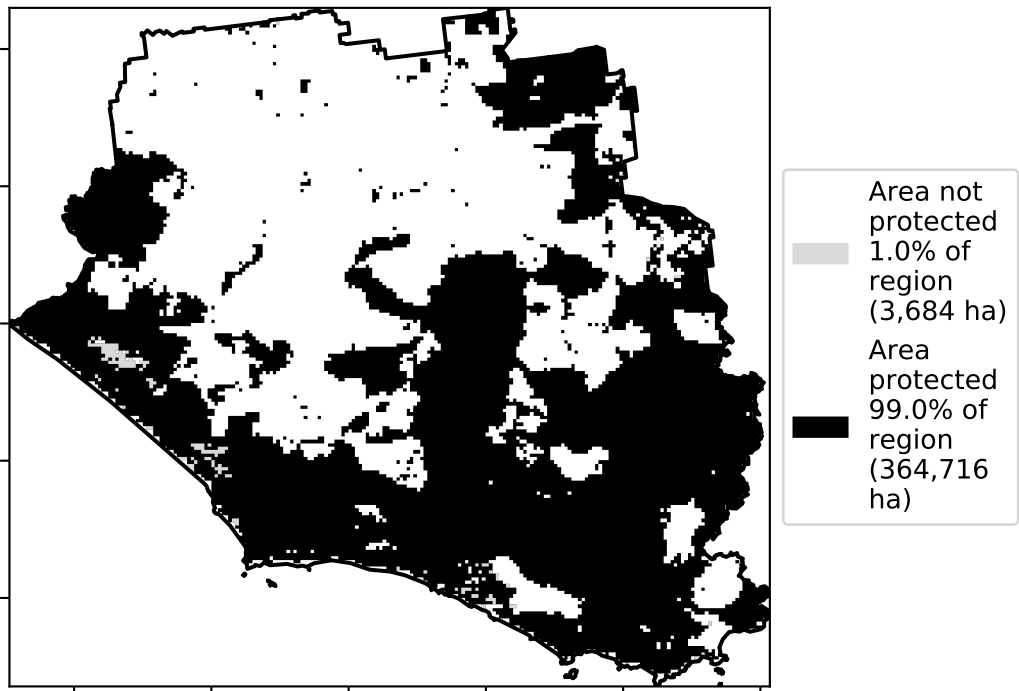 Area not
protected
1.0% of
region
(3,684 ha)
Area
protected
99.0% of
region
(364,716
ha)